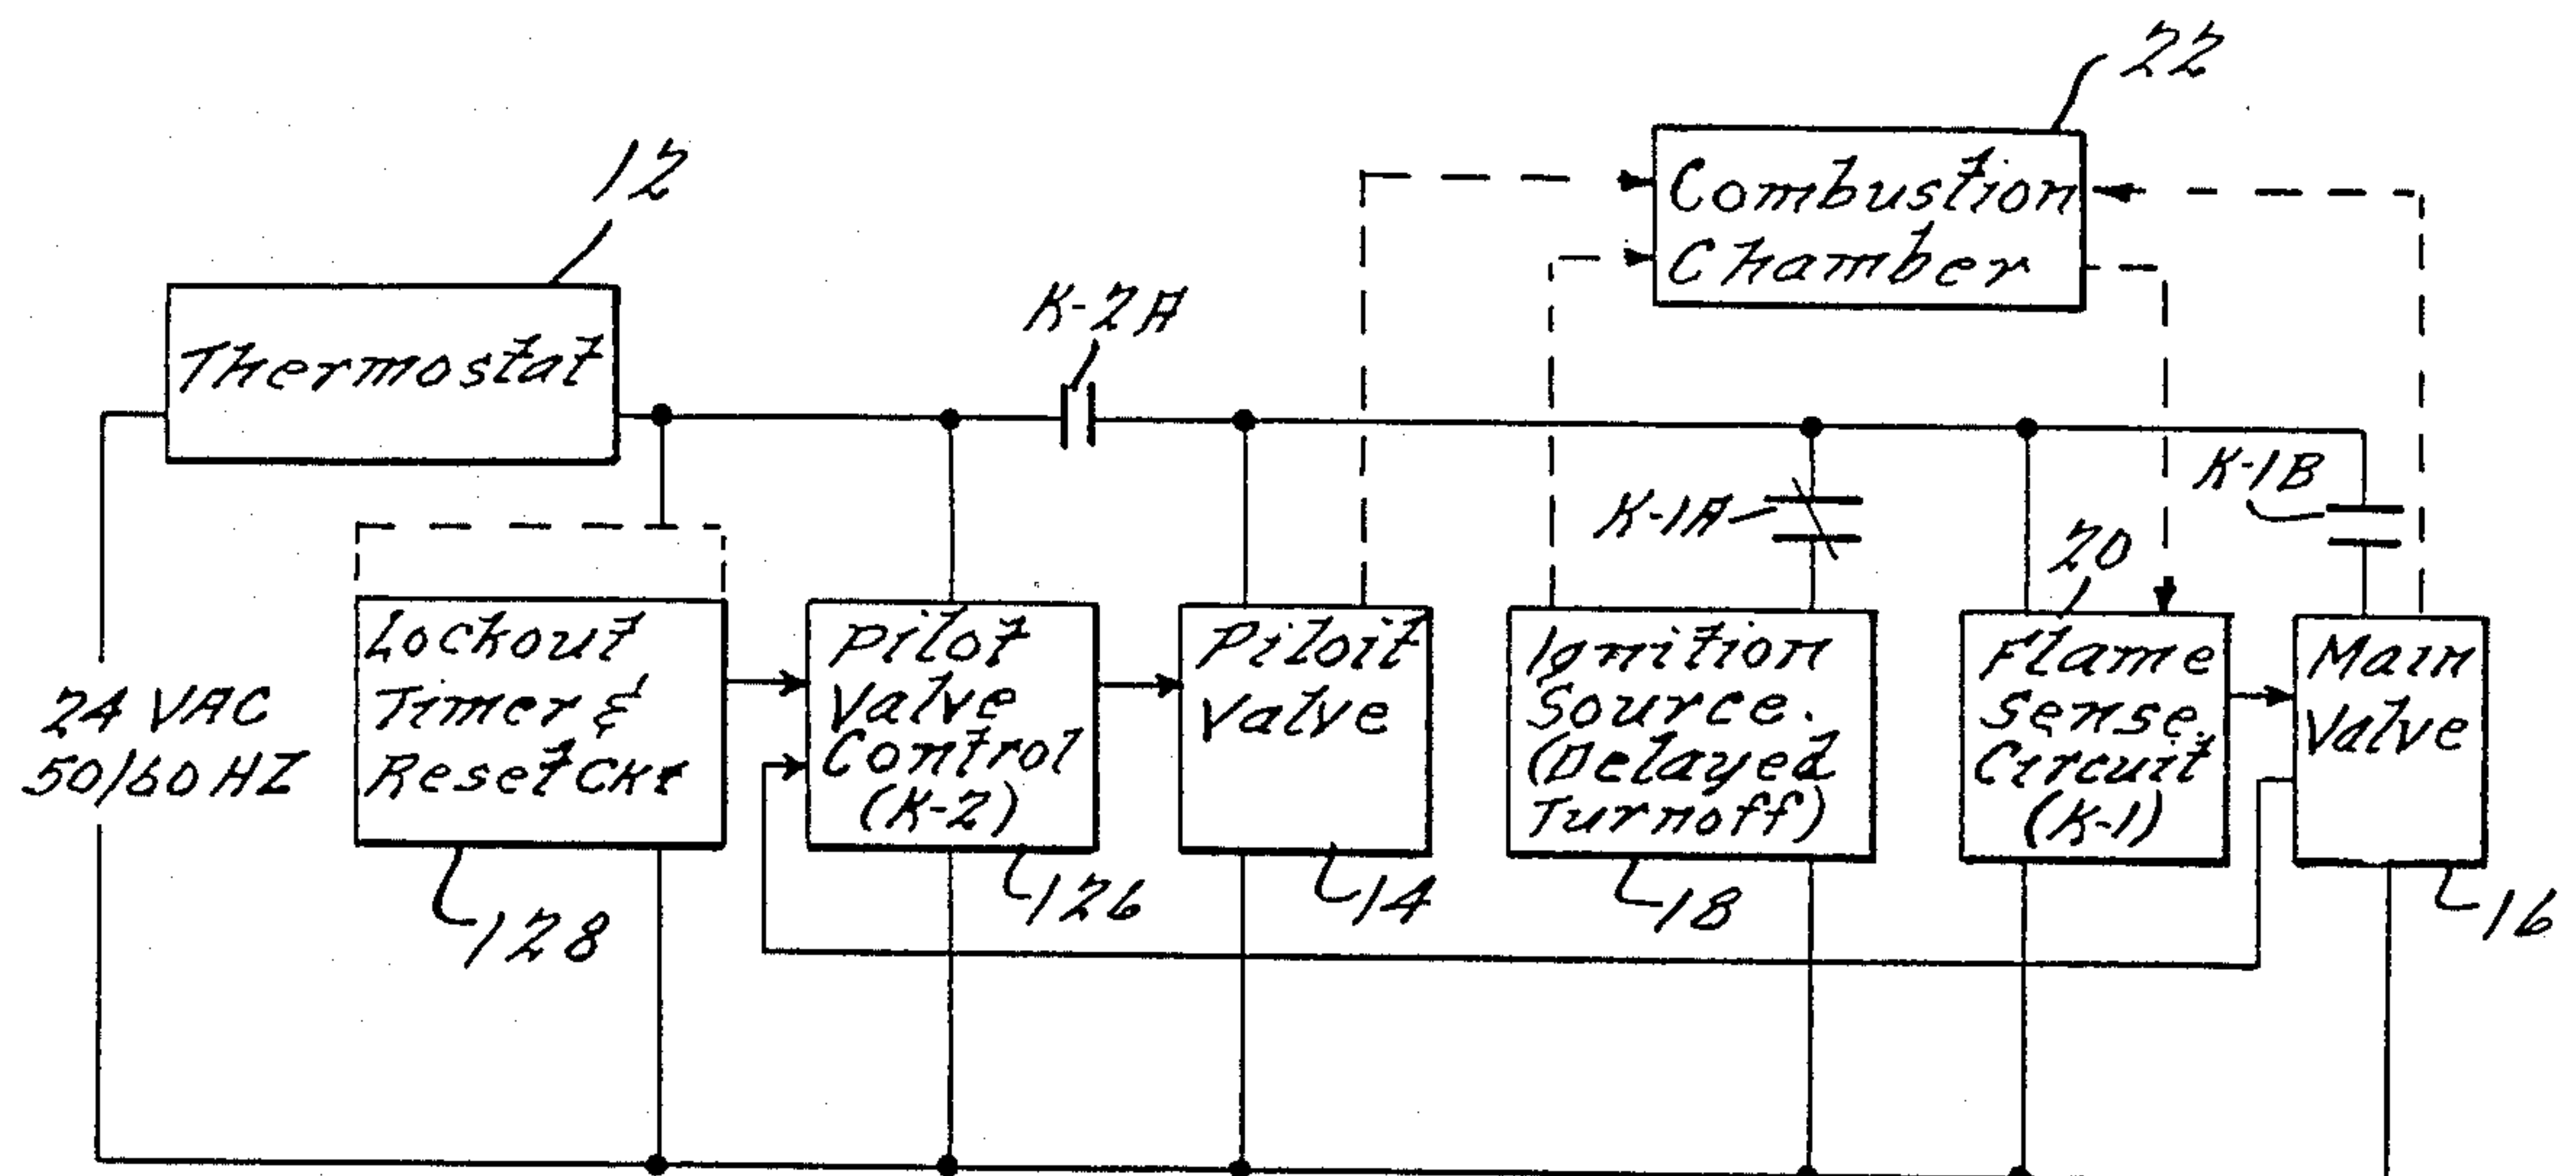 22
12
Combustion
Chamber
K-2A
Thermostat
K-1A
K-1B
20
24 VAC
50/60 HZ
Lockout
Timer &
Reset Ckt
Pilot
Valve
Control
(K-2)
Piloit
Valve
Ignition
Source.
(Delayed
Turnoff)
Flame
Sense.
Circuit
(K-1)
Main
Valve
128
126
14
18
16